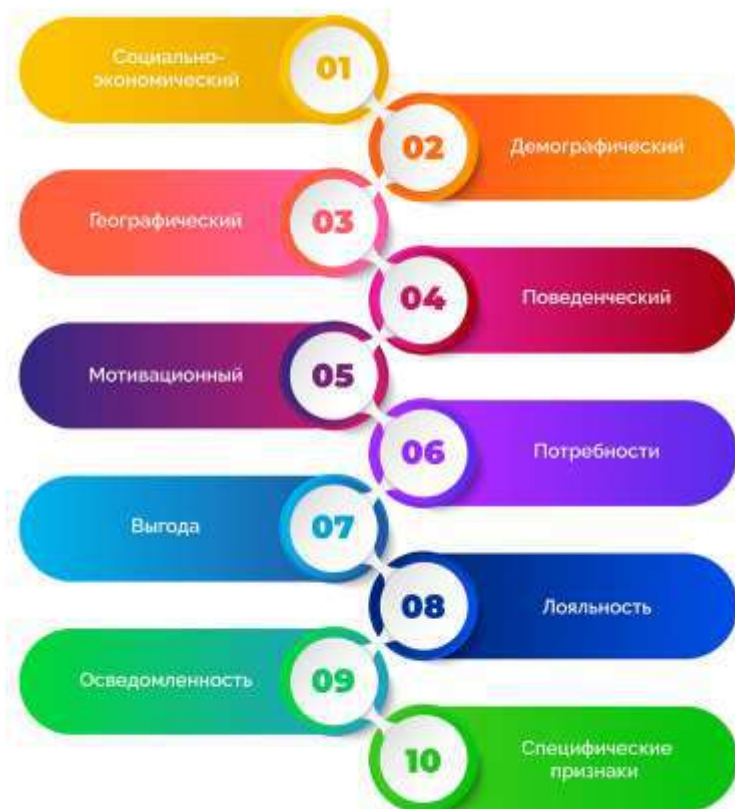 Социально-
экономический
01
02
Демографический
Географический
03
04
Поведенческий
Мотивационный
05
06
Потребности
Выгода
07
08
Лояльность
Осведомленность
09
10
Специфические
признаки